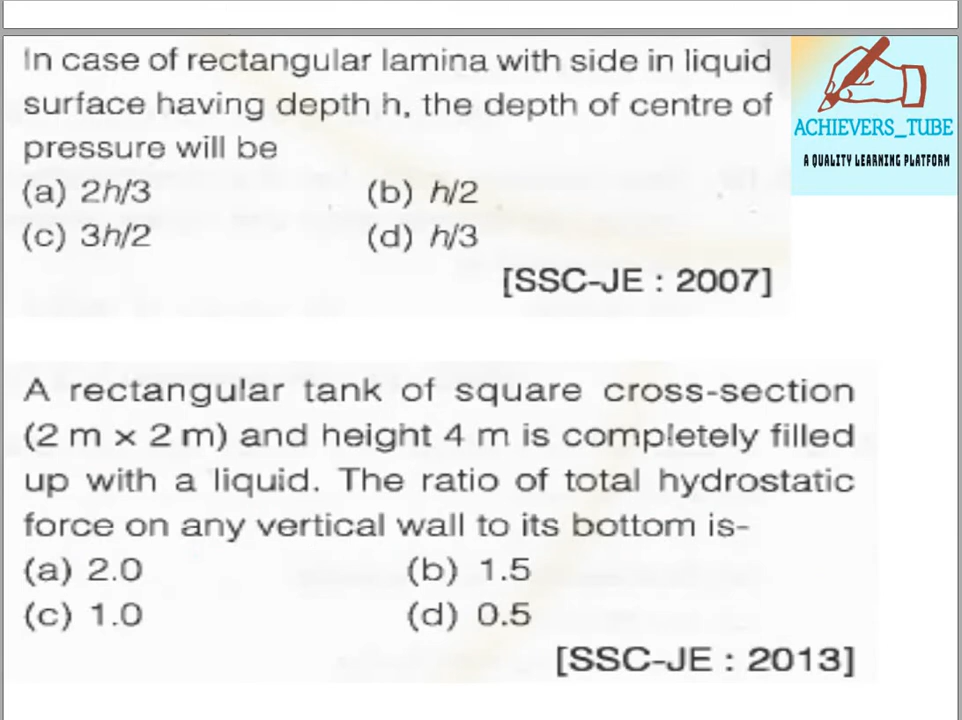 In case of rectangular lamina with side in liquid
surface having depth h, the depth of centre of
pressure will be
(a) 2h/3 (b) h/2
(c) 3h/2 (d) h/3
[SSC-JE : 2007]
ACHIEVERS_TUBE
A QUALITY LEARNING PLATFORM
A rectangular tank of square cross-section
(2 m × 2 m) and height 4 m is completely filled
up with a liquid. The ratio of total hydrostatic
force on any vertical wall to its bottom is-
(a) 2.0 (b) 1.5
(c) 1.0 (d) 0.5
[SSC-JE : 2013]